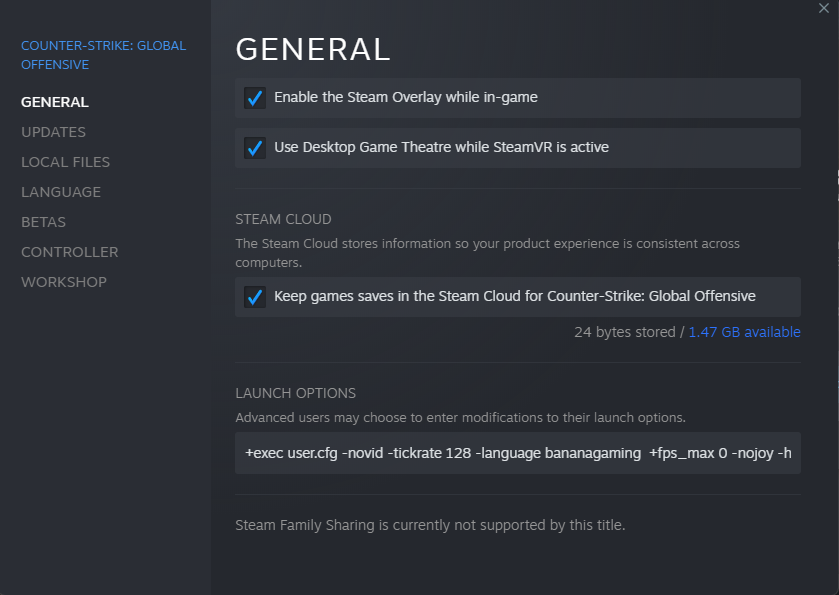 COUNTER-STRIKE: GLOBAL
OFFENSIVE
GENERAL
UPDATES
LOCAL FILES
LANGUAGE
BETAS
CONTROLLER
WORKSHOP
GENERAL
Enable the Steam Overlay while in-game
Use Desktop Game Theatre while SteamVR is active
STEAM CLOUD
The Steam Cloud stores information so your product experience is consistent across
computers.
Keep games saves in the Steam Cloud for Counter-Strike: Global Offensive
24 bytes stored / 1.47 GB available
LAUNCH OPTIONS
Advanced users may choose to enter modifications to their launch options.
+exec user.cfg -novid -tickrate 128 -language bananagaming  +fps_max 0 -nojoy -h
Steam Family Sharing is currently not supported by this title.